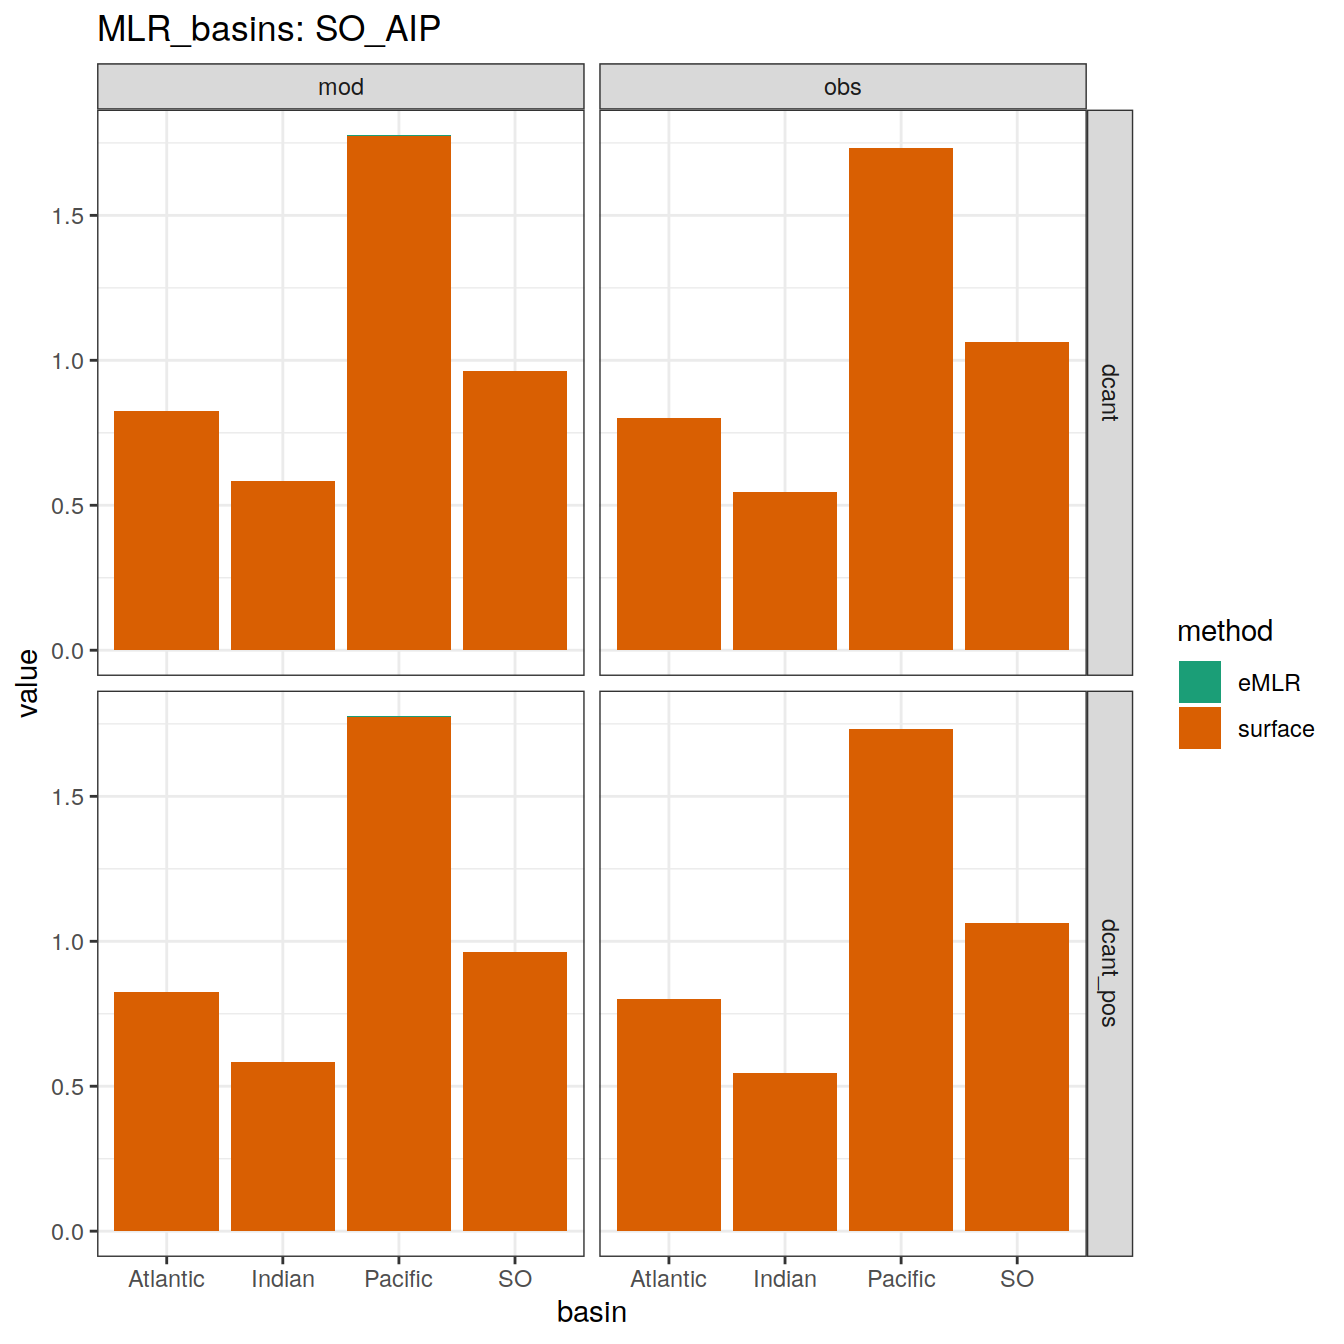 MLR_basins: SO_AIP
mod
obs
1.5
1.0
0.5
0.0
dcant
value
method
eMLR
surface
1.5
1.0
0.5
0.0
dcant_pos
Atlantic Indian Pacific SO
Atlantic Indian Pacific SO
basin